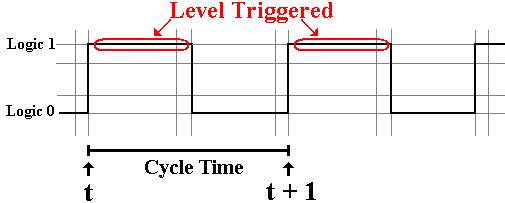 Level Triggered
Logic 1
Logic 0
Cycle Time
t
t + 1